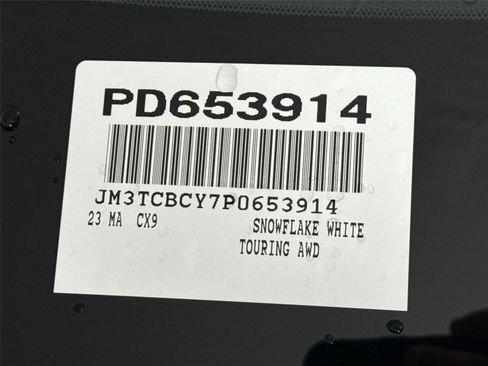 PD653914
JM3TCBCY7P0653914
23 MA CX9 SNOWFLAKE WHITE
TOURING AWD